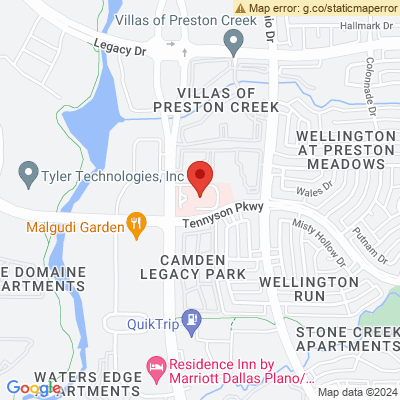 Map error: g.co/staticmaperror
Villas of Preston Creek
Hallmark Dr
Legacy Dr
Colonnade Dr
VILLAS OF
PRESTON CREEK
WELLINGTON
AT PRESTON
MEADOWS
Tyler Technologies, Inc
Wales Dr
Tennyson Pkwy
Malgudi Garden
Misty Hollow Dr
Putnam Dr
CAMDEN
LEGACY PARK
E DOMAINE
APARTMENTS
WELLINGTON
RUN
QuikTrip
STONE CREEK
APARTMENTS
Residence Inn by
Marriott Dallas Plano/...
WATERS EDGE
APARTMENTS
Google
Map data ©2024